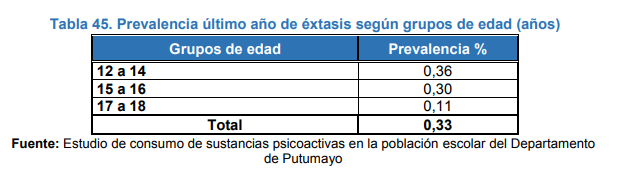 Tabla 45. Prevalencia último año de éxtasis según grupos de edad (años)
Grupos de edad Prevalencia %
12 a 14 0,36
15 a 16 0,30
17 a 18 0,11
Total 0,33
Fuente: Estudio de consumo de sustancias psicoactivas en la población escolar del Departamento
de Putumayo